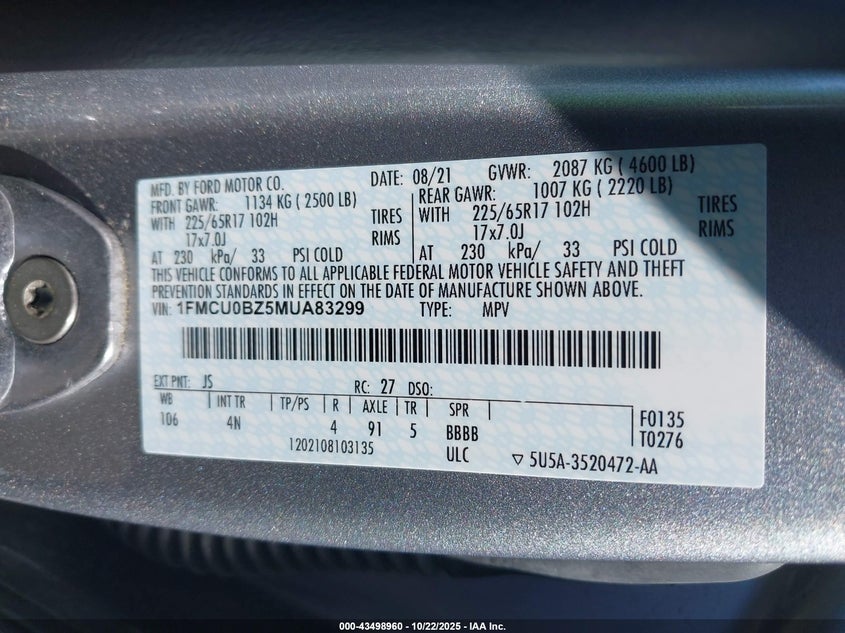 MFD. BY FORD MOTOR CO. DATE: 08/21 GVWR: 2087 KG ( 4600 LB)
FRONT GAWR: 1134 KG ( 2500 LB) REAR GAWR: 1007 KG ( 2220 LB)
WITH 225/65R17 102H TIRES WITH 225/65R17 102H TIRES
17x7.0J RIMS 17x7.0J RIMS
AT 230 kPa/ 33 PSI COLD AT 230 kPa/ 33 PSI COLD
THIS VEHICLE CONFORMS TO ALL APPLICABLE FEDERAL MOTOR VEHICLE SAFETY AND THEFT
PREVENTION STANDARDS IN EFFECT ON THE DATE OF MANUFACTURE SHOWN ABOVE.
VIN: 1FMCU0BZ5MUA83299 TYPE: MPV
EXT PNT: JS RC: 27 DSO:
WB INT TR TP/PS R AXLE TR SPR F0135
106 4N 4 91 5 BBBB T0276
1202108103135 ULC ▽ 5U5A-3520472-AA
000-43498960 - 10/22/2025 - IAA Inc.